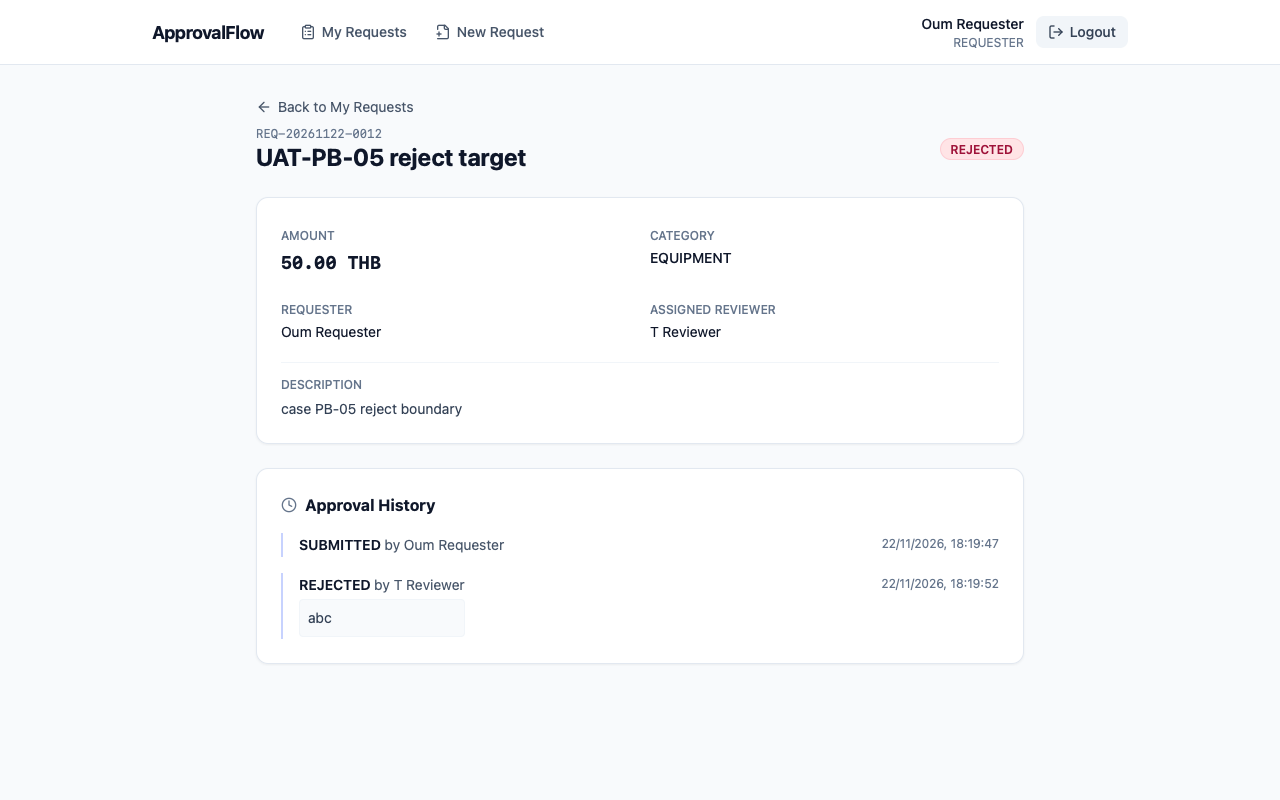 ApprovalFlow
My Requests
New Request
Oum Requester
REQUESTER
Logout
Back to My Requests
REQ-20261122-0012
UAT-PB-05 reject target
REJECTED
AMOUNT
50.00 THB
CATEGORY
EQUIPMENT
REQUESTER
Oum Requester
ASSIGNED REVIEWER
T Reviewer
DESCRIPTION
case PB-05 reject boundary
Approval History
SUBMITTED by Oum Requester
22/11/2026, 18:19:47
REJECTED by T Reviewer
22/11/2026, 18:19:52
abc